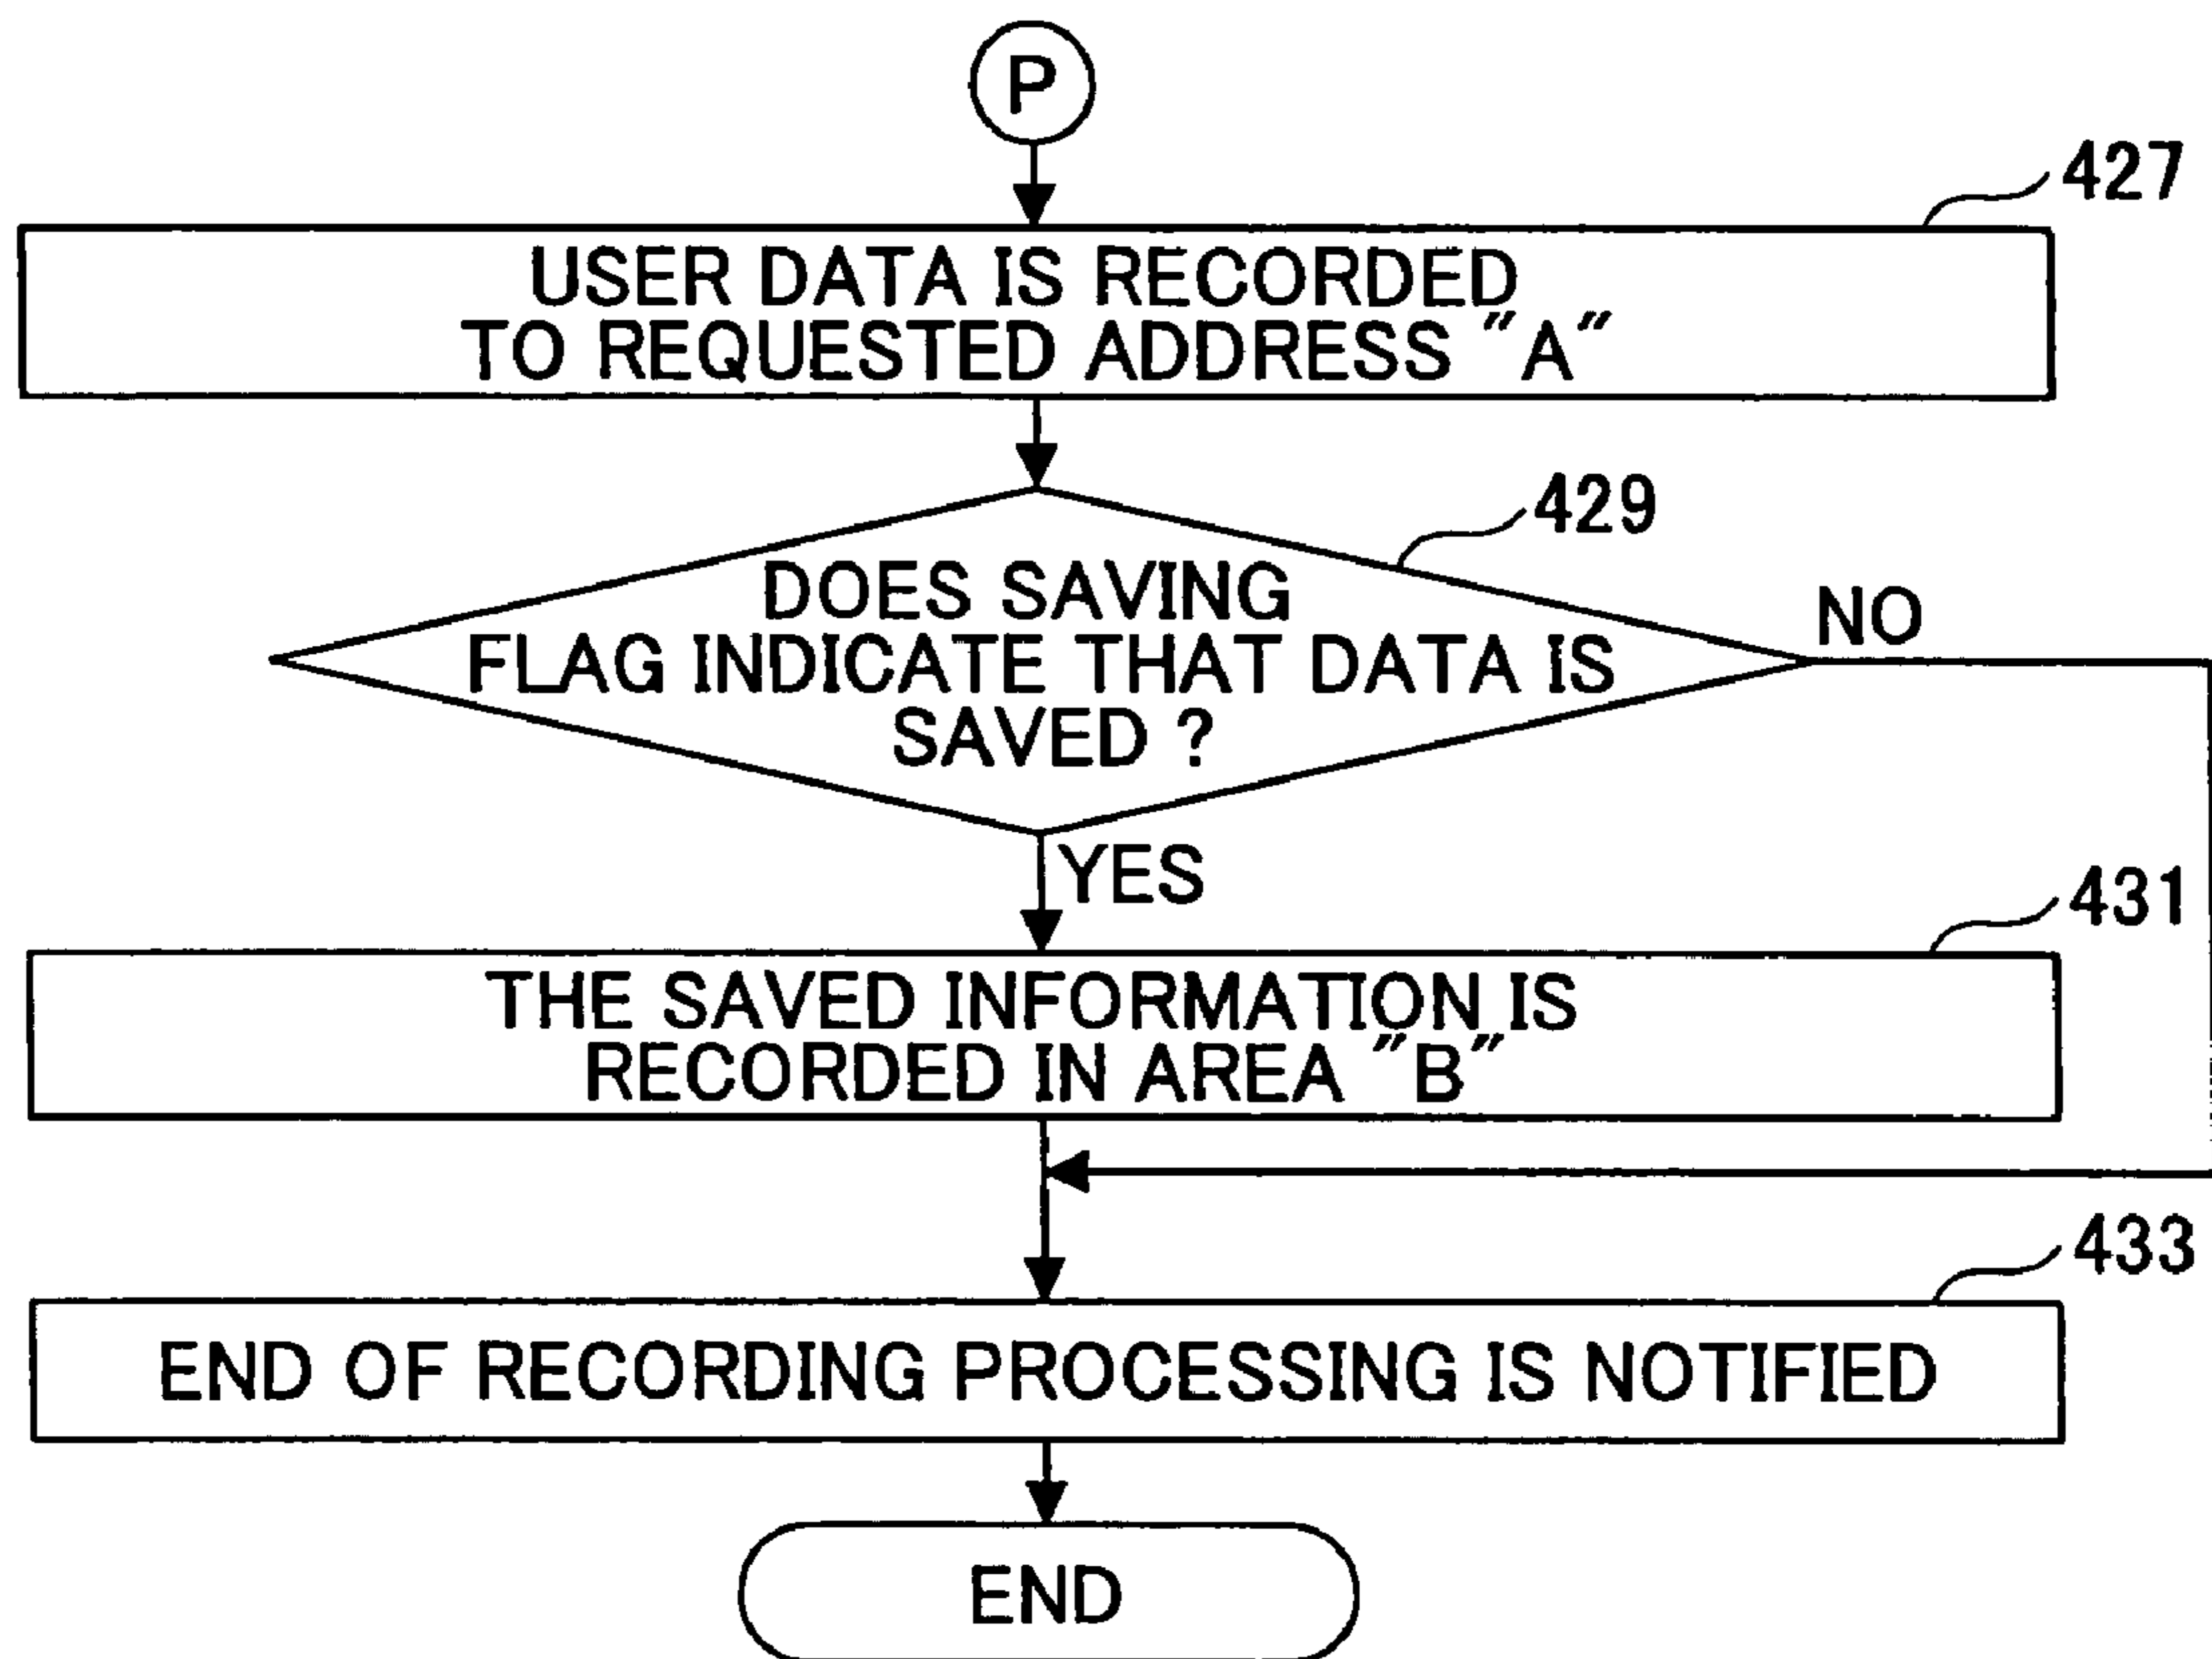 P
427
USER DATA IS RECORDED
TO REQUESTED ADDRESS "A"
429
DOES SAVING
FLAG INDICATE THAT DATA IS
SAVED ?
NO
YES
431
THE SAVED INFORMATION IS
RECORDED IN AREA "B"
433
END OF RECORDING PROCESSING IS NOTIFIED
END